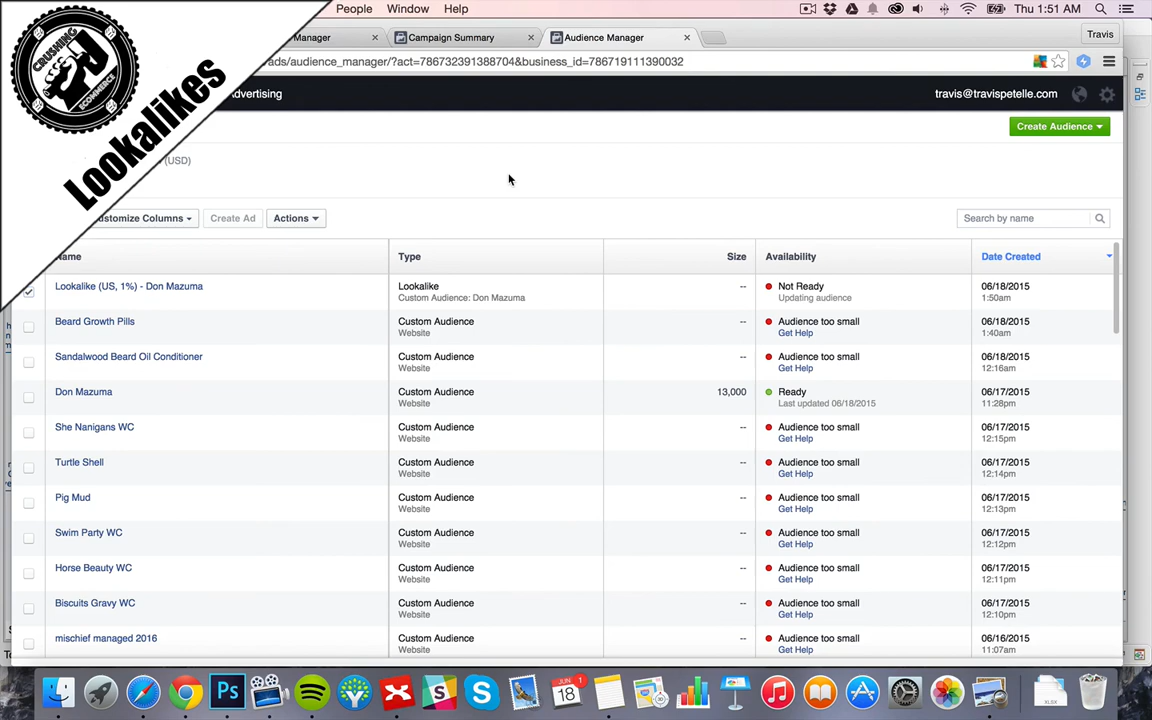 People Window Help
Thu 1:51 AM
CRUSHING
ECOMMERCE
Lookalikes
Manager
Campaign Summary
Audience Manager
Travis
ads/audience_manager/?act=786732391388704&business_id=786719111390032
Advertising
travis@travispetelle.com
Create Audience
(USD)
Customize Columns
Create Ad
Actions
Search by name
Name Type Size Availability Date Created
Lookalike (US, 1%) - Don Mazuma Lookalike -- Not Ready 06/18/2015
Custom Audience: Don Mazuma Updating audience 1:50am
Beard Growth Pills Custom Audience -- Audience too small 06/18/2015
Website Get Help 1:40am
Sandalwood Beard Oil Conditioner Custom Audience -- Audience too small 06/18/2015
Website Get Help 12:16am
Don Mazuma Custom Audience 13,000 Ready 06/17/2015
Website Last updated 06/18/2015 11:28pm
She Nanigans WC Custom Audience -- Audience too small 06/17/2015
Website Get Help 12:15pm
Turtle Shell Custom Audience -- Audience too small 06/17/2015
Website Get Help 12:14pm
Pig Mud Custom Audience -- Audience too small 06/17/2015
Website Get Help 12:13pm
Swim Party WC Custom Audience -- Audience too small 06/17/2015
Website Get Help 12:12pm
Horse Beauty WC Custom Audience -- Audience too small 06/17/2015
Website Get Help 12:11pm
Biscuits Gravy WC Custom Audience -- Audience too small 06/17/2015
Website Get Help 12:10pm
mischief managed 2016 Custom Audience -- Audience too small 06/16/2015
Website Get Help 11:07am
Ps
JUN
18
1
XLSX